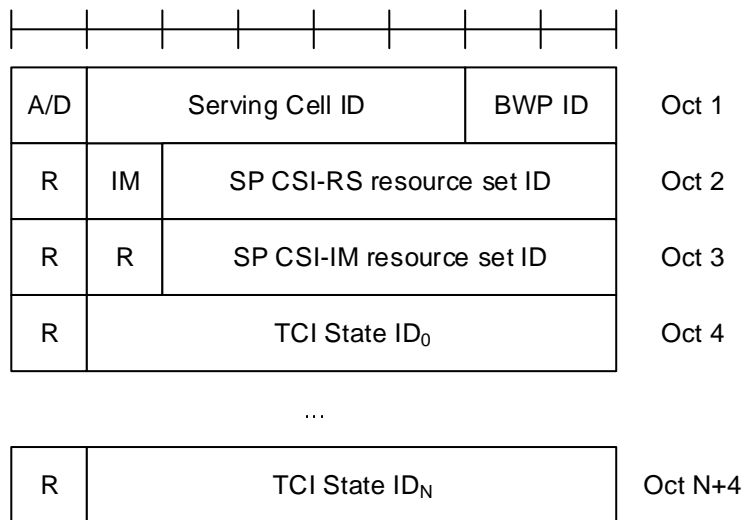 A/D Serving Cell ID BWP ID Oct 1
R IM SP CSI-RS resource set ID Oct 2
R R SP CSI-IM resource set ID Oct 3
R TCI State ID₀ Oct 4
...
R TCI State ID_N Oct N+4